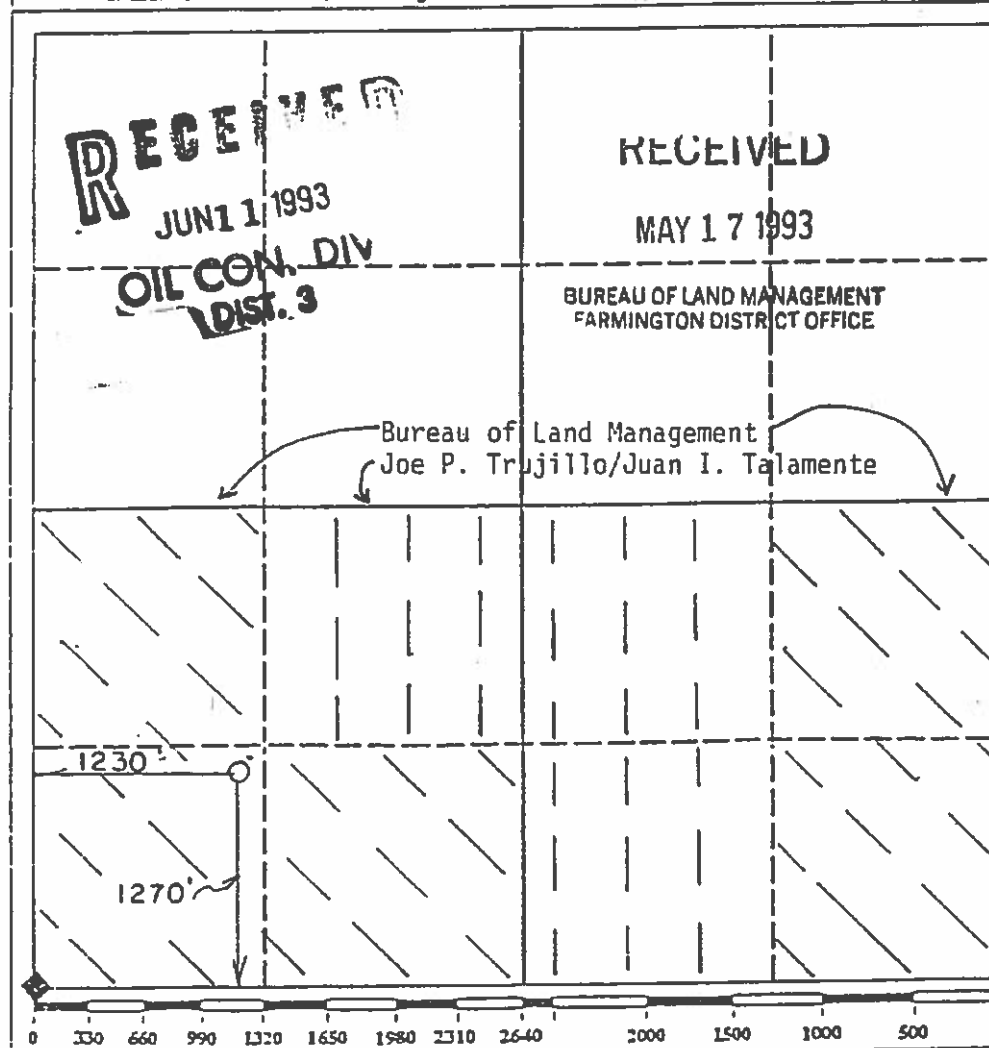 RECEIVED
JUN 11 1993
OIL CON. DIV
DIST. 3
RECEIVED
MAY 17 1993
BUREAU OF LAND MANAGEMENT
FARMINGTON DISTRICT OFFICE
Bureau of Land Management
Joe P. Trujillo/Juan I. Talamente
1230'
1270'
0 330 660 990 1320 1650 1980 2310 2640 2000 1500 1000 500